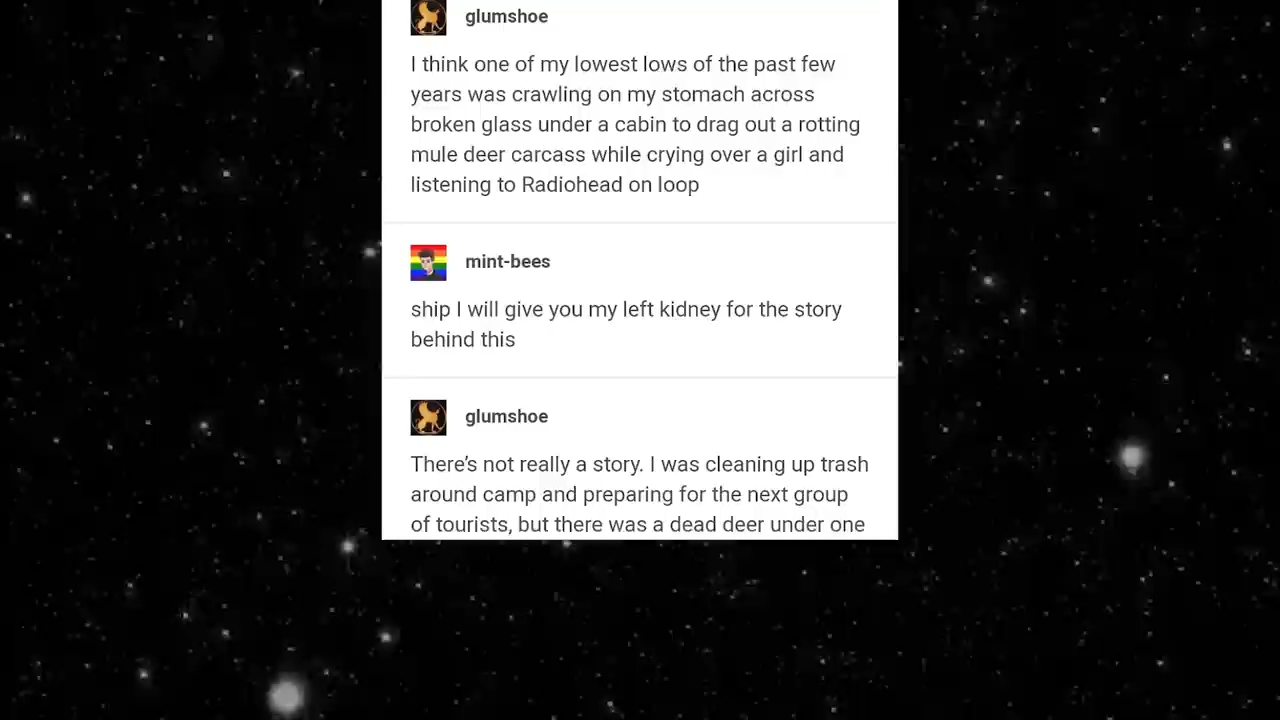 glumshoe
I think one of my lowest lows of the past few
years was crawling on my stomach across
broken glass under a cabin to drag out a rotting
mule deer carcass while crying over a girl and
listening to Radiohead on loop
mint-bees
ship I will give you my left kidney for the story
behind this
glumshoe
There’s not really a story. I was cleaning up trash
around camp and preparing for the next group
of tourists, but there was a dead deer under one